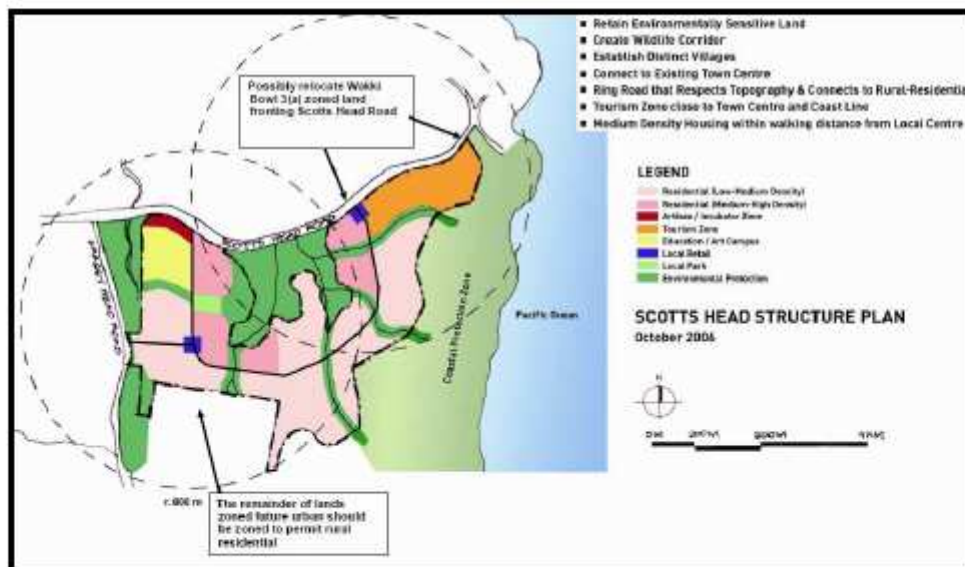 ▪ Retain Environmentally Sensitive Land
▪ Create Wildlife Corridor
▪ Establish Distinct Villages
▪ Connect to Existing Town Centre
▪ Ring Road that Respects Topography & Connects to Rural-Residential
▪ Tourism Zone close to Town Centre and Coast Line
▪ Medium Density Housing within walking distance from Local Centre
Possibly relocate Wakki
Bowl 3(a) zoned land
fronting Scotts Head Road
SCOTTS HEAD ROAD
LEGEND
Residential (Low-Medium Density)
Residential (Medium-High Density)
Artisan / Incubator Zone
Tourism Zone
Education / Art Campus
Local Retail
Local Park
Environmental Protection
Coastal Protection Zone
Pacific Ocean
SCOTTS HEAD STRUCTURE PLAN
October 2006
N
r.800 m
The remainder of lands
zoned future urban should
be zoned to permit rural
residential